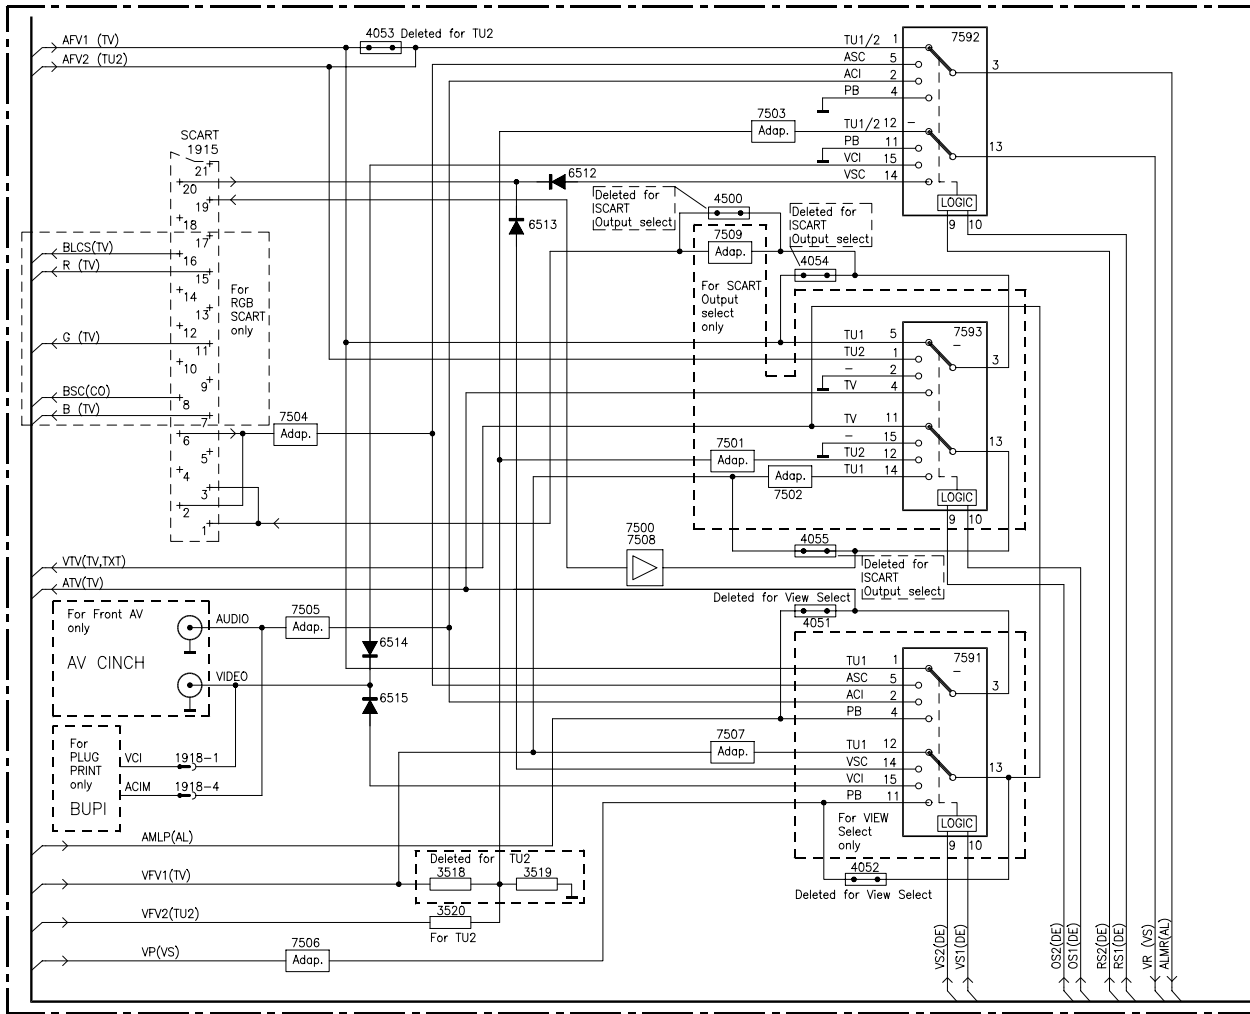 AFV1 (TV)
4053 Deleted for TU2
AFV2 (TU2)
TU1/2 1
ASC 5
ACI 2
PB 4
7592
3
7503
Adap.
TU1/2 12
PB 11
VCI 15
VSC 14
13
LOGIC
9 10
SCART
1915
21
20
19
18
17
16
15
14
13
12
11
10
9
8
7
6
5
4
3
2
1
6512
6513
Deleted for
SCART
Output select
4500
Deleted for
SCART
Output select
7509
Adap.
4054
BLCS(TV)
R (TV)
G (TV)
BSC(CO)
B (TV)
For
RGB
SCART
only
For SCART
Output
select
only
7593
TU1 5
TU2 1
– 2
TV 4
3
TV 11
– 15
TU2 12
TU1 14
13
LOGIC
9 10
7504
Adap.
7501
Adap.
Adap.
7502
7500
7508
4055
Deleted for
SCART
Output select
VTV(TV,TXT)
ATV(TV)
Deleted for View Select
4051
For Front AV
only
AV CINCH
AUDIO
VIDEO
7505
Adap.
6514
6515
7591
TU1 1
ASC 5
ACI 2
PB 4
3
7507
Adap.
TU1 12
VSC 14
VCI 15
PB 11
13
LOGIC
9 10
For VIEW
Select
only
For
PLUG
PRINT
only
BUPI
VCI 1918-1
ACIM 1918-4
AMLP(AL)
Deleted for TU2
3518
3519
VFV1(TV)
4052
Deleted for View Select
VFV2(TU2)
3520
For TU2
VP(VS)
7506
Adap.
VS2(DE)
VS1(DE)
OS2(DE)
OS1(DE)
RS2(DE)
RS1(DE)
VR (VS)
ALMR(AL)